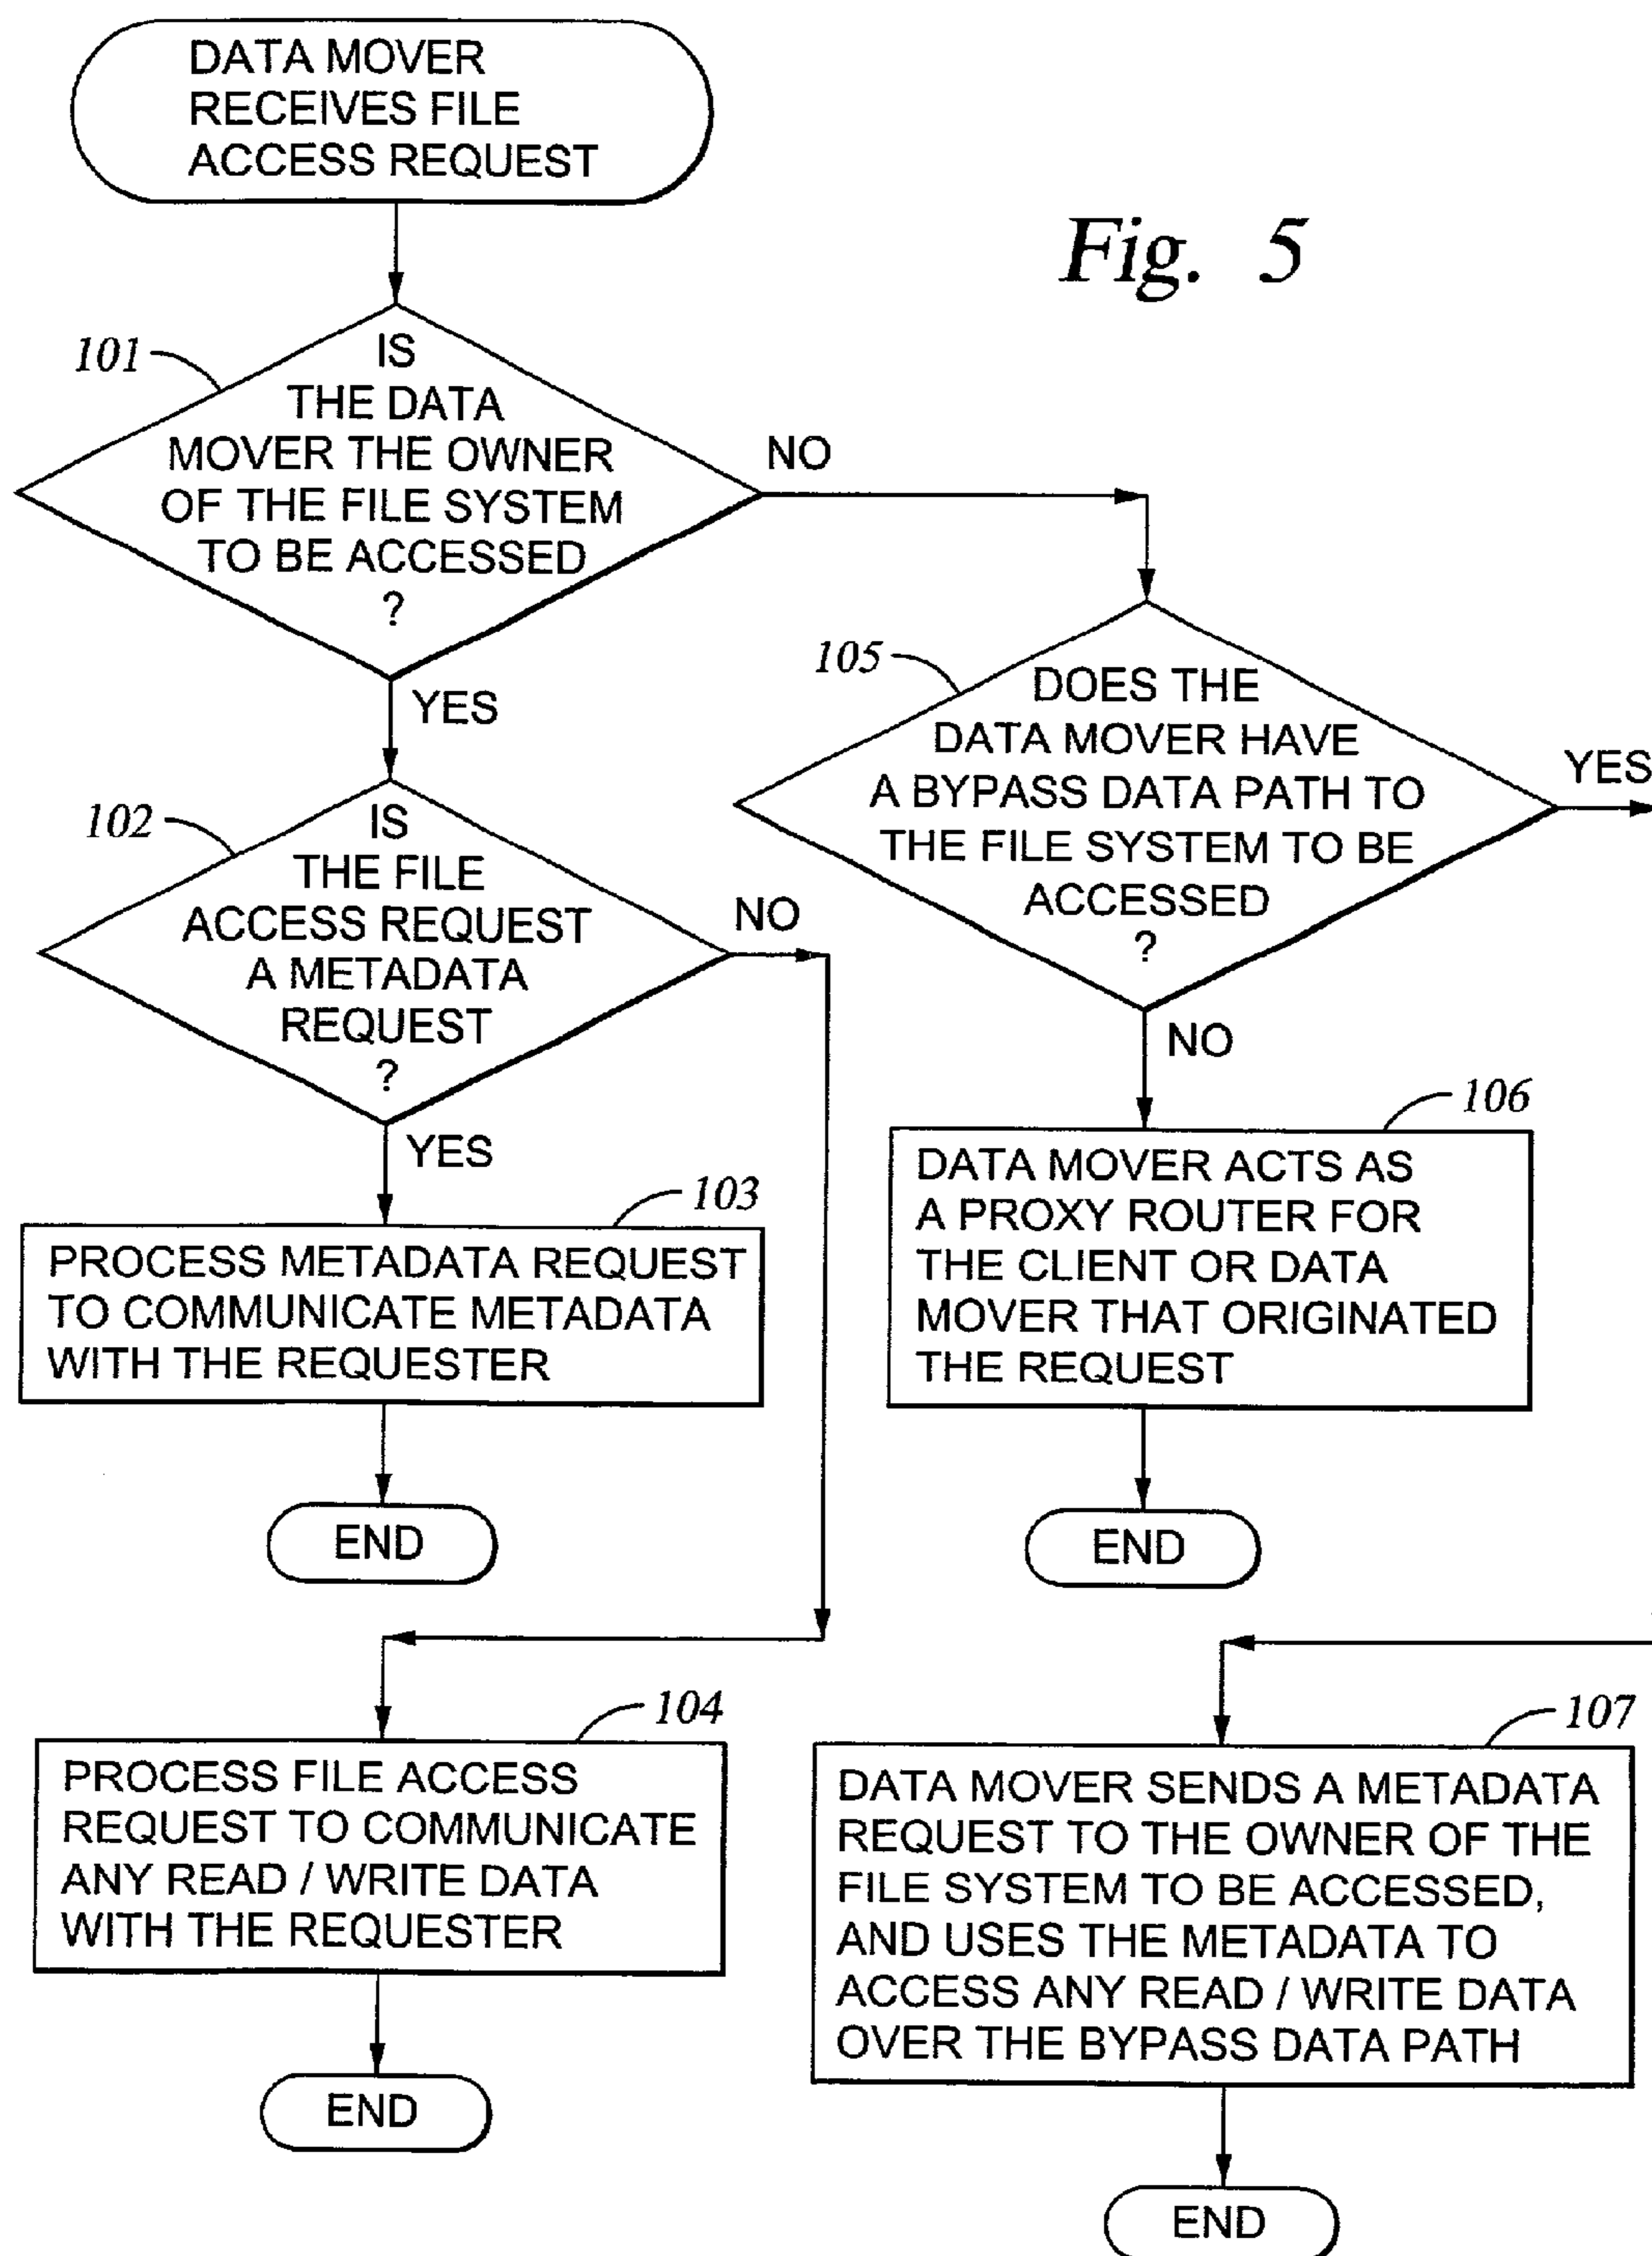 DATA MOVER
RECEIVES FILE
ACCESS REQUEST
Fig. 5
101
IS
THE DATA
MOVER THE OWNER
OF THE FILE SYSTEM
TO BE ACCESSED
?
NO
YES
102
IS
THE FILE
ACCESS REQUEST
A METADATA
REQUEST
?
NO
YES
103
PROCESS METADATA REQUEST
TO COMMUNICATE METADATA
WITH THE REQUESTER
END
104
PROCESS FILE ACCESS
REQUEST TO COMMUNICATE
ANY READ / WRITE DATA
WITH THE REQUESTER
END
105
DOES THE
DATA MOVER HAVE
A BYPASS DATA PATH TO
THE FILE SYSTEM TO BE
ACCESSED
?
YES
NO
106
DATA MOVER ACTS AS
A PROXY ROUTER FOR
THE CLIENT OR DATA
MOVER THAT ORIGINATED
THE REQUEST
END
107
DATA MOVER SENDS A METADATA
REQUEST TO THE OWNER OF THE
FILE SYSTEM TO BE ACCESSED,
AND USES THE METADATA TO
ACCESS ANY READ / WRITE DATA
OVER THE BYPASS DATA PATH
END